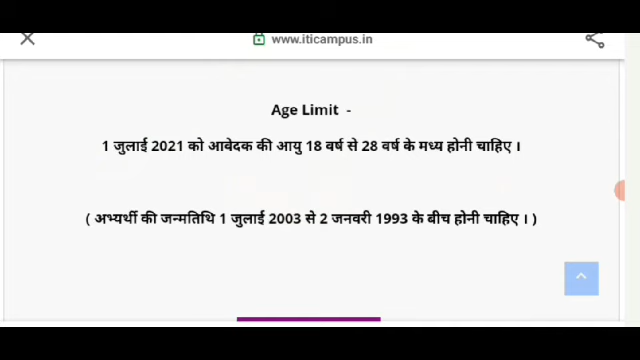 www.iticampus.in
Age Limit -
1 जुलाई 2021 को आवेदक की आयु 18 वर्ष से 28 वर्ष के मध्य होनी चाहिए ।
( अभ्यर्थी की जन्मतिथि 1 जुलाई 2003 से 2 जनवरी 1993 के बीच होनी चाहिए । )